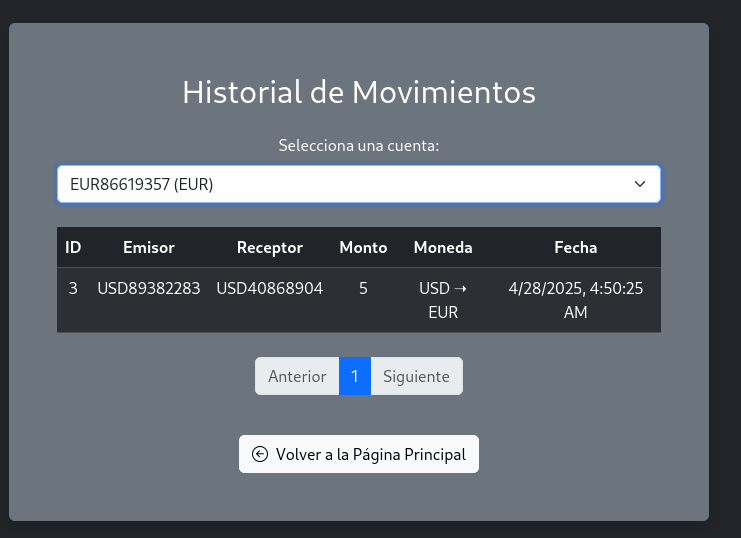 Historial de Movimientos
Selecciona una cuenta:
EUR86619357 (EUR)
ID Emisor Receptor Monto Moneda Fecha
3 USD89382283 USD40868904 5 USD → EUR 4/28/2025, 4:50:25 AM
Anterior 1 Siguiente
Volver a la Página Principal